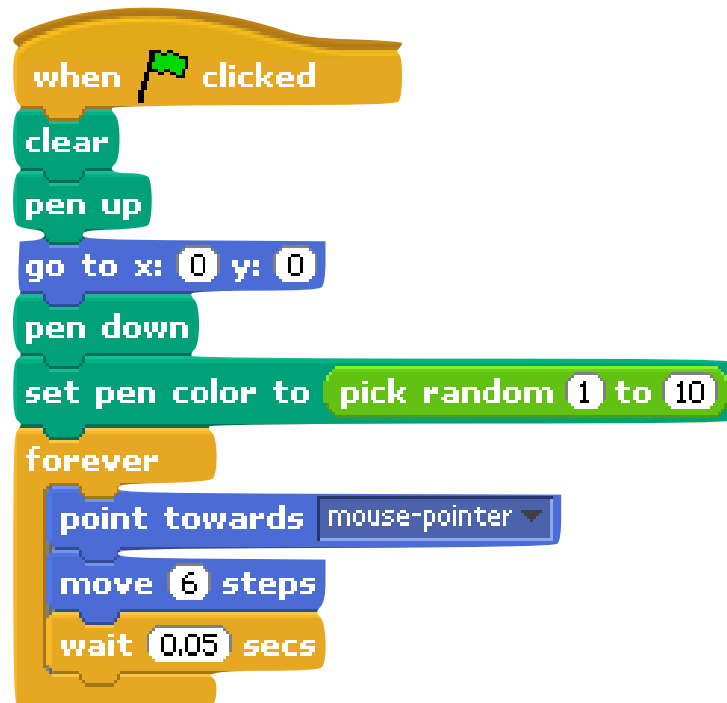 when clicked
clear
pen up
go to x: 0 y: 0
pen down
set pen color to pick random 1 to 10
forever
point towards mouse-pointer
move 6 steps
wait 0.05 secs